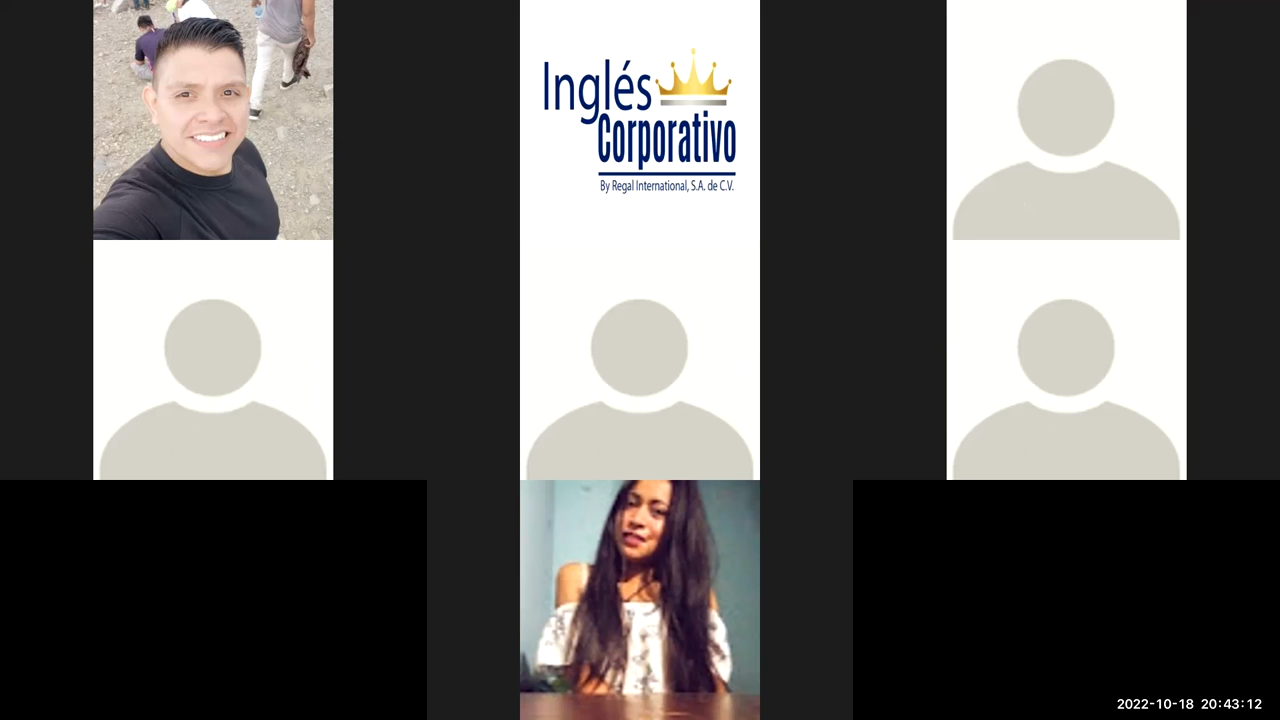 Inglés
Corporativo
By Regal International, S.A. de C.V.
2022-10-18 20:43:12